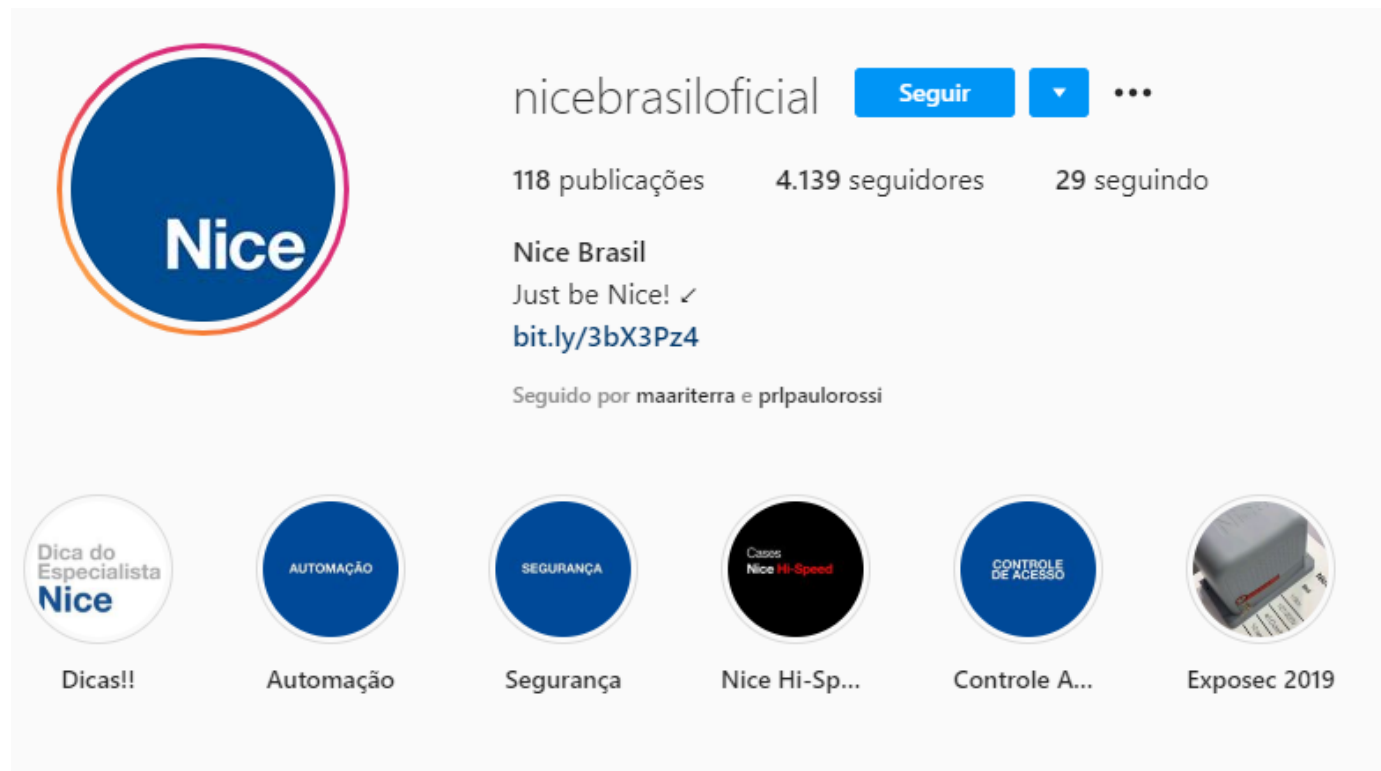 Nice
nicebrasiloficial Seguir
118 publicações 4.139 seguidores 29 seguindo
Nice Brasil
Just be Nice! ↙
bit.ly/3bX3Pz4
Seguido por maariterra e prlpaulorossi
Dica do
Especialista
Nice
AUTOMAÇÃO
SEGURANÇA
Cases
Nice Hi-Speed
CONTROLE
DE ACESSO
Dicas!! Automação Segurança Nice Hi-Sp... Controle A... Exposec 2019